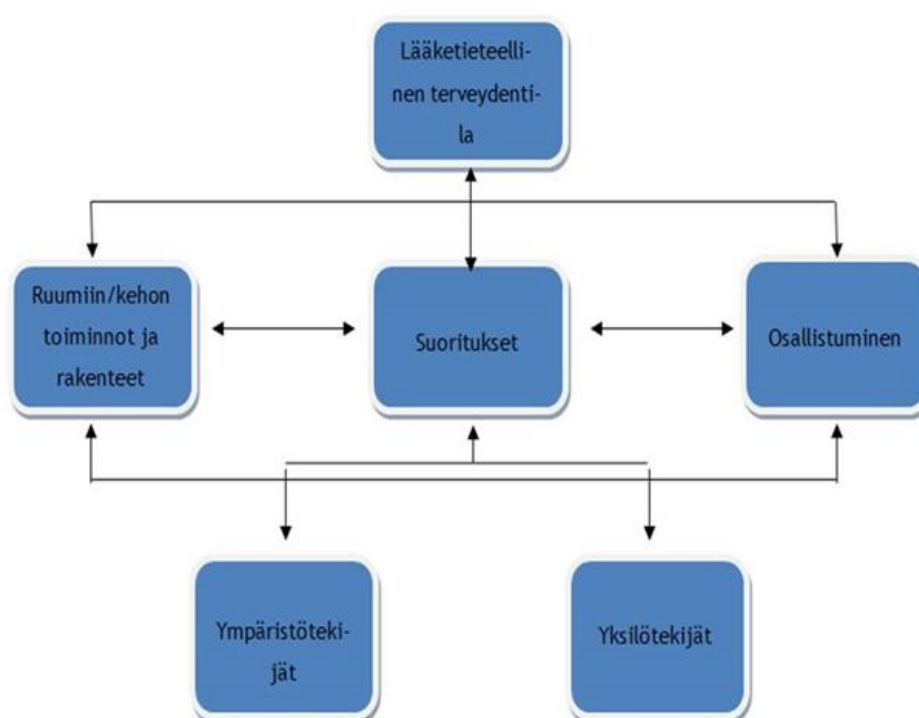 Lääketieteelli-
nen terveydenti-
la
Ruumiin/kehon
toiminnot ja
rakenteet
Suoritukset
Osallistuminen
Ympäristöteki-
jät
Yksilötekijät